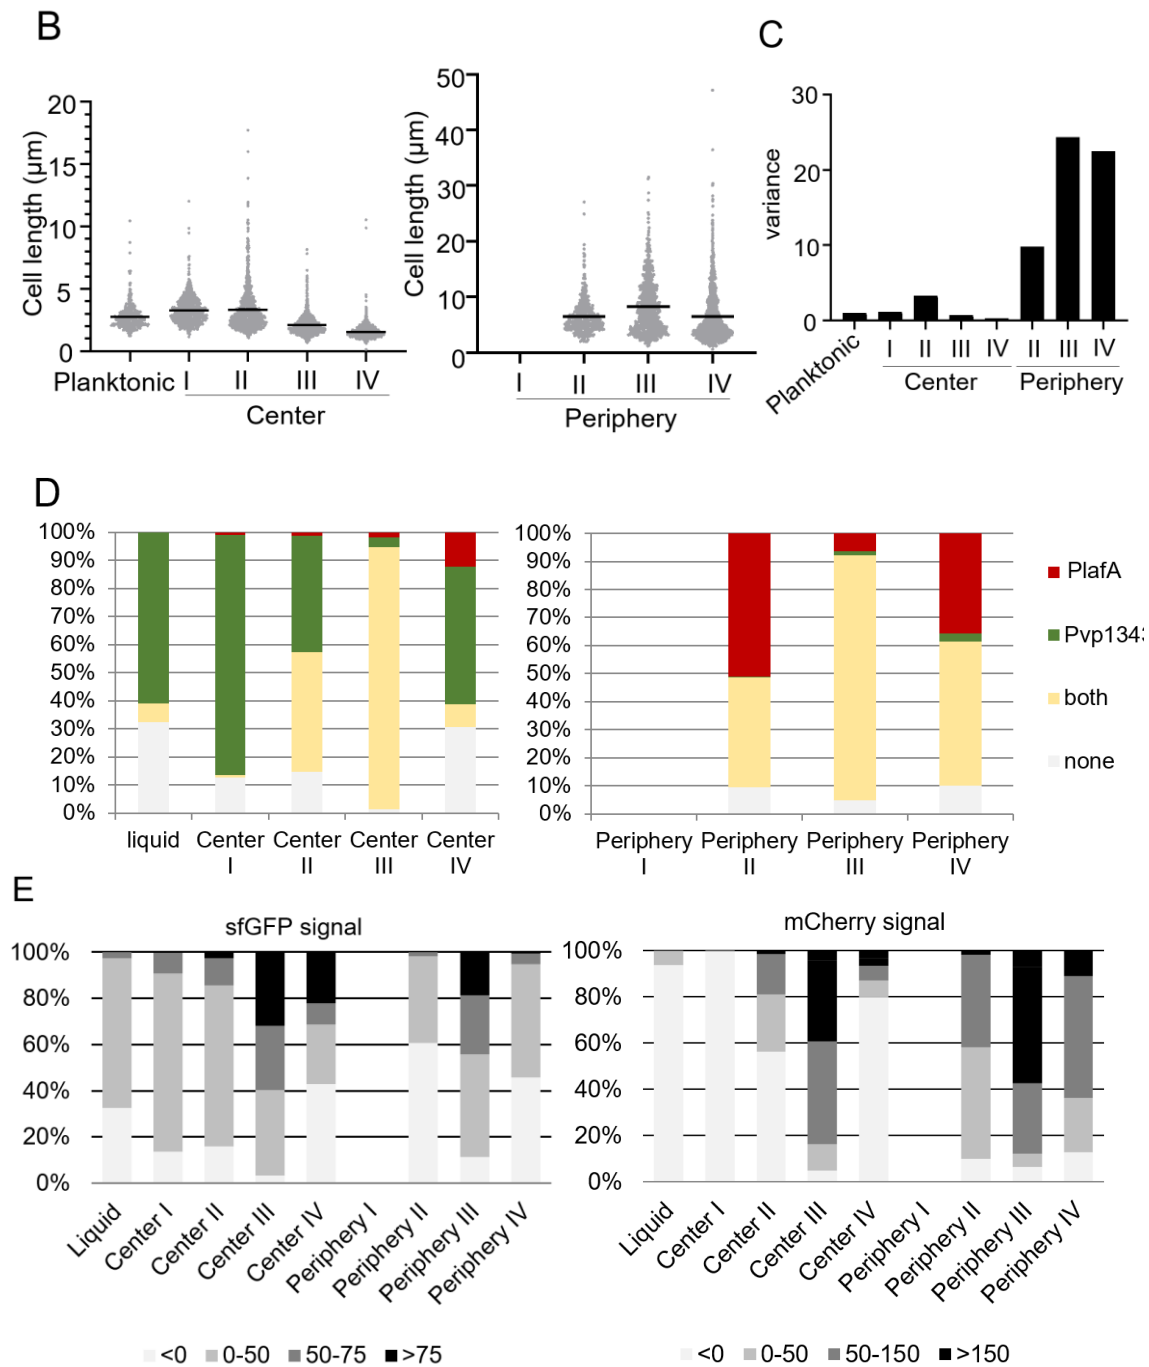 B
C
20
15
10
5
0
Cell length (µm)
Planktonic I II III IV
Center
50
40
30
20
10
0
Cell length (µm)
I II III IV
Periphery
30
20
10
0
variance
Planktonic
I II III IV II III IV
Center Periphery
D
100%
90%
80%
70%
60%
50%
40%
30%
20%
10%
0%
liquid Center Center Center Center
I II III IV
100%
90%
80%
70%
60%
50%
40%
30%
20%
10%
0%
Periphery Periphery Periphery Periphery
I II III IV
PlafA
Pvp134
both
none
E
sfGFP signal
100%
80%
60%
40%
20%
0%
Liquid
Center I
Center II
Center III
Center IV
Periphery I
Periphery II
Periphery III
Periphery IV
<0 0-50 50-75 >75
mCherry signal
100%
80%
60%
40%
20%
0%
Liquid
Center I
Center II
Center III
Center IV
Periphery I
Periphery II
Periphery III
Periphery IV
<0 0-50 50-150 >150